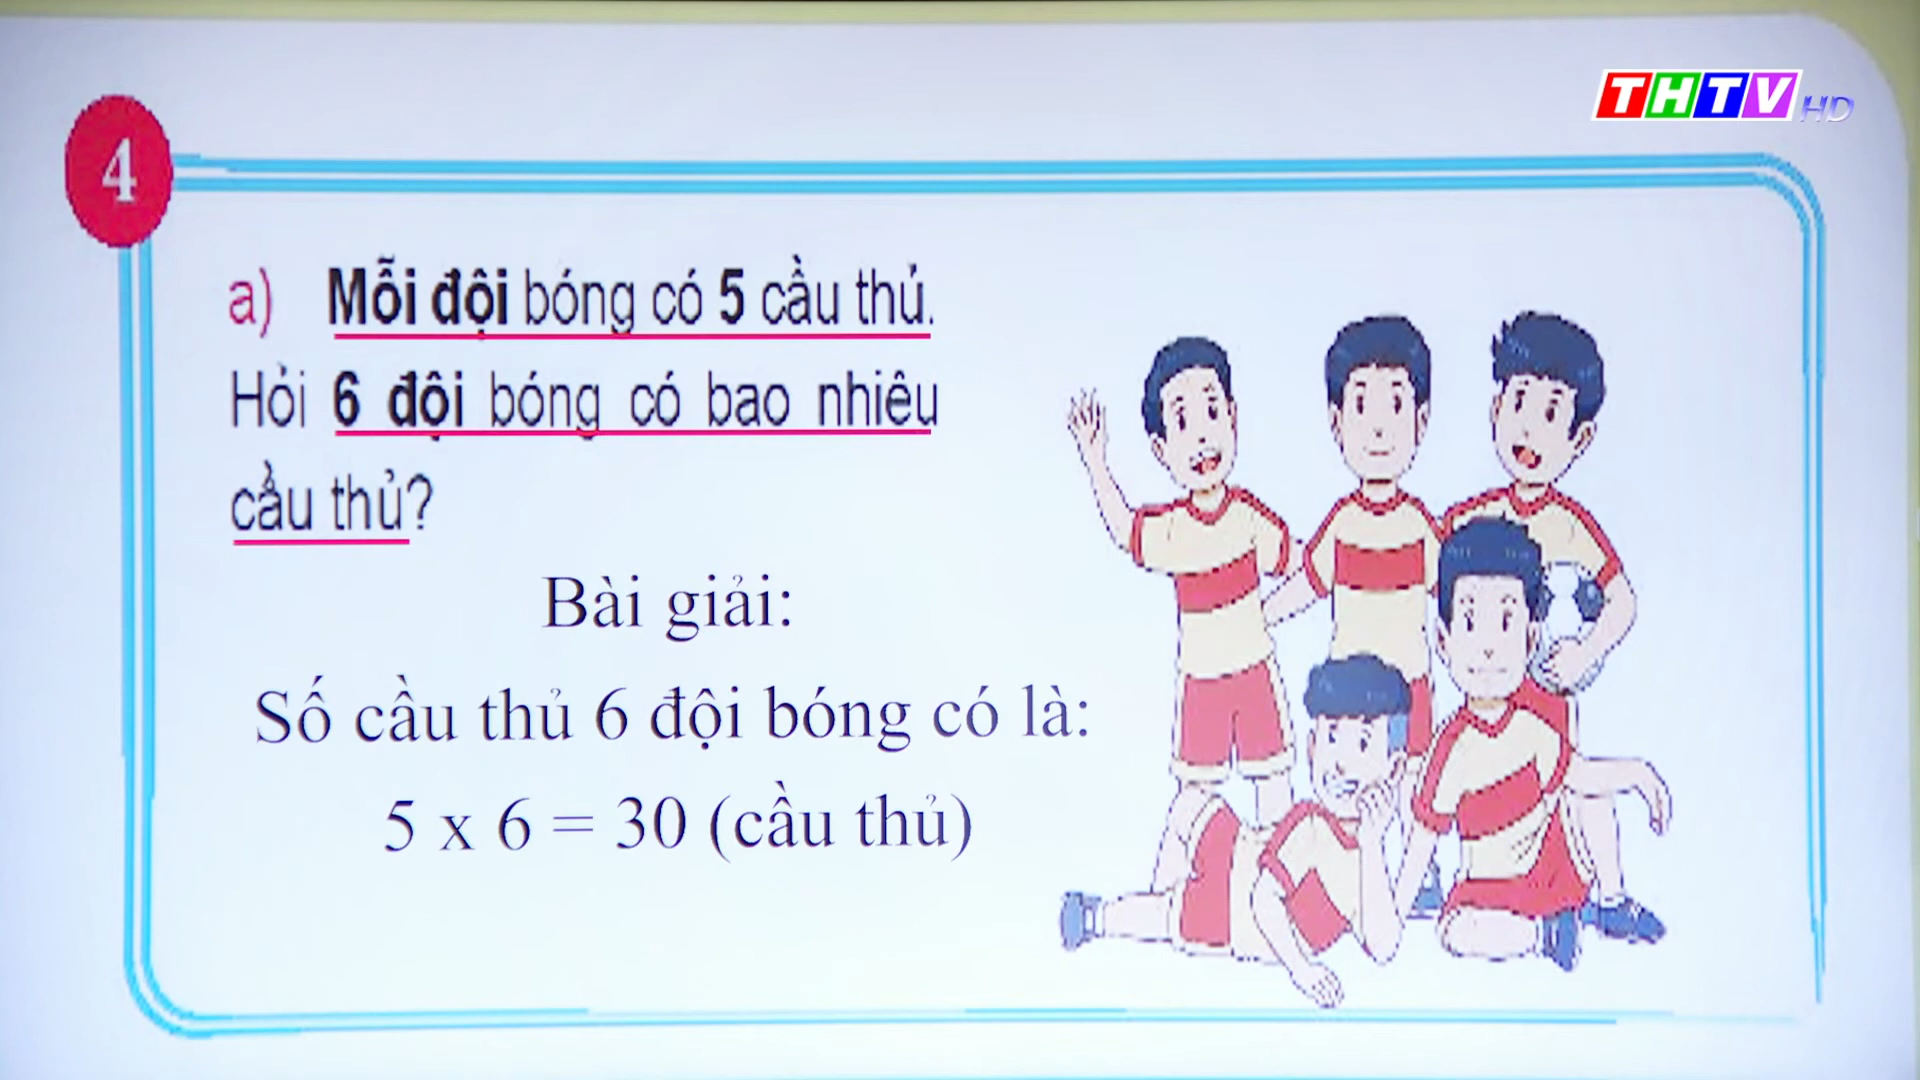 THTV HD
4
a) Mỗi đội bóng có 5 cầu thủ.
Hỏi 6 đội bóng có bao nhiêu
cầu thủ?
Bài giải:
Số cầu thủ 6 đội bóng có là:
5 x 6 = 30 (cầu thủ)